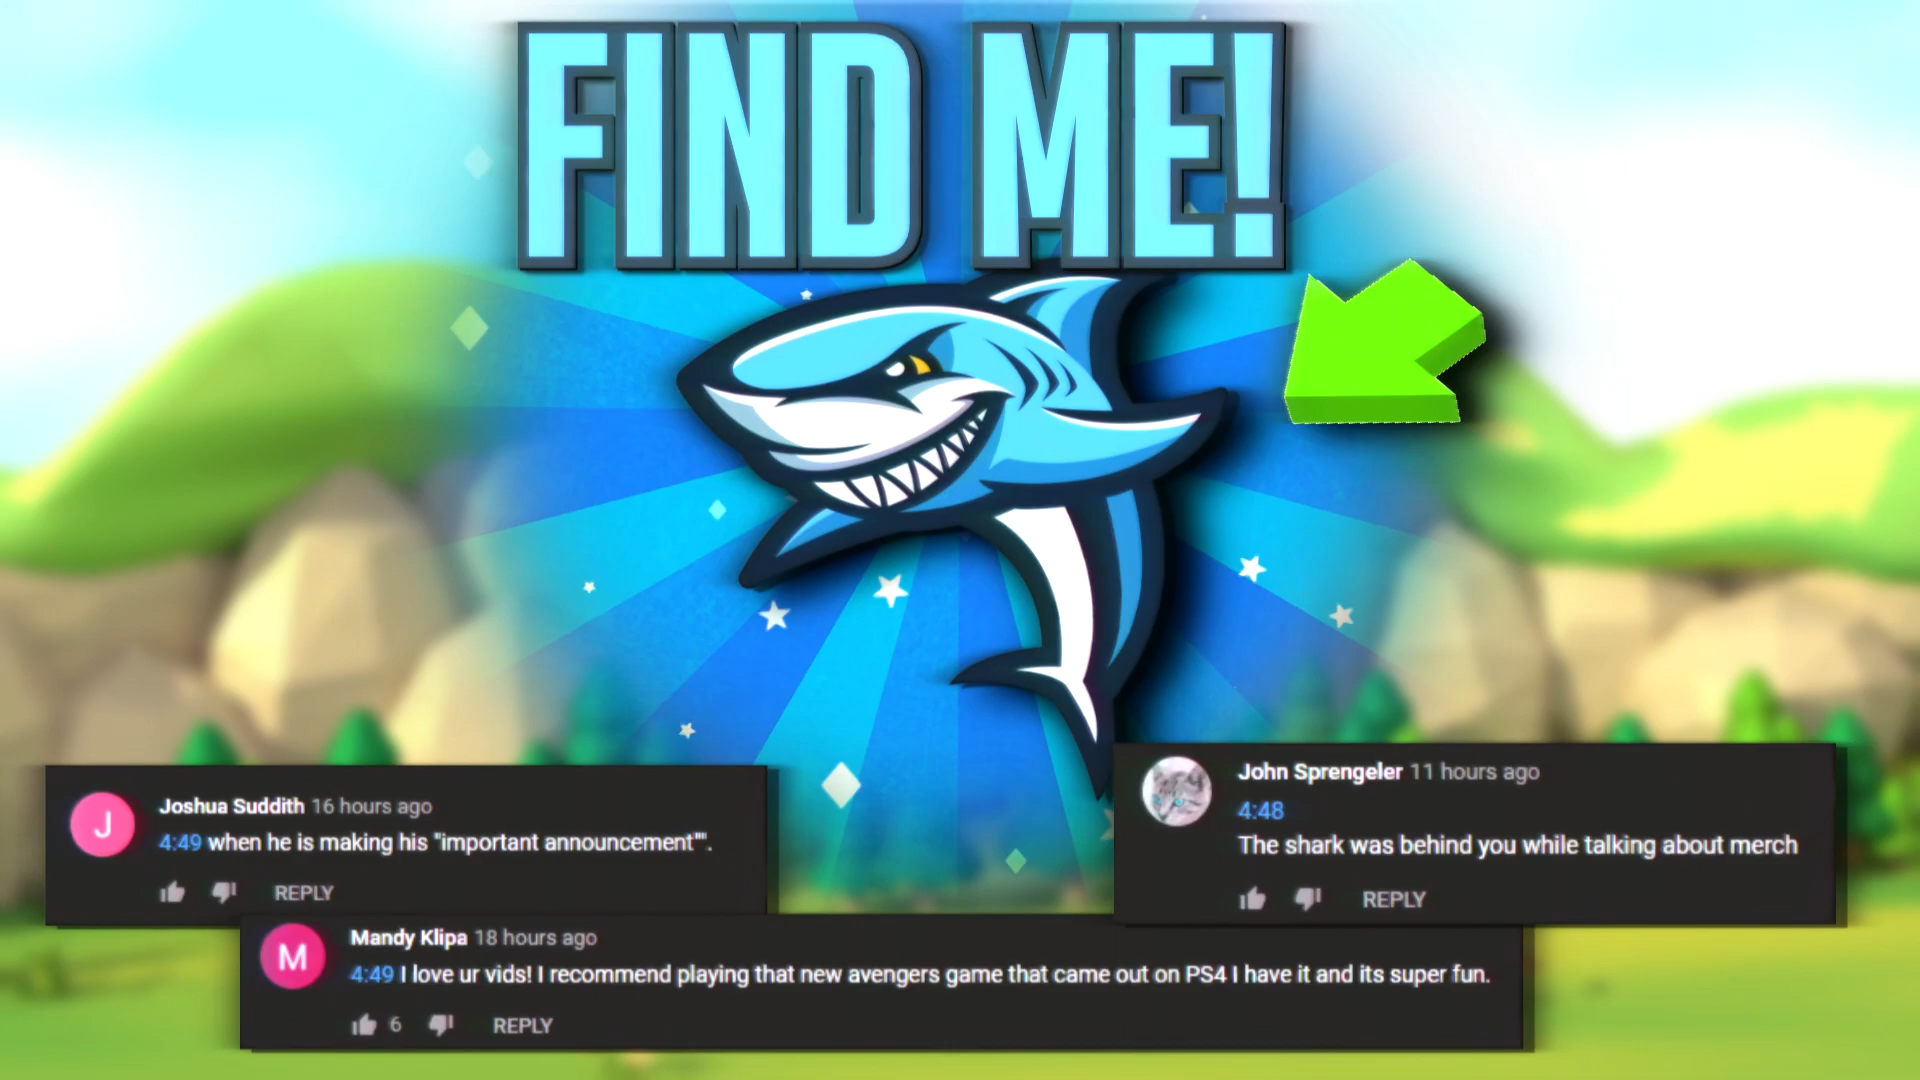 FIND ME!
Joshua Suddith 16 hours ago
4:49 when he is making his "important announcement"".
REPLY
John Sprengeler 11 hours ago
4:48
The shark was behind you while talking about merch
REPLY
Mandy Klipa 18 hours ago
4:49 I love ur vids! I recommend playing that new avengers game that came out on PS4 I have it and its super fun.
6 REPLY
J
M